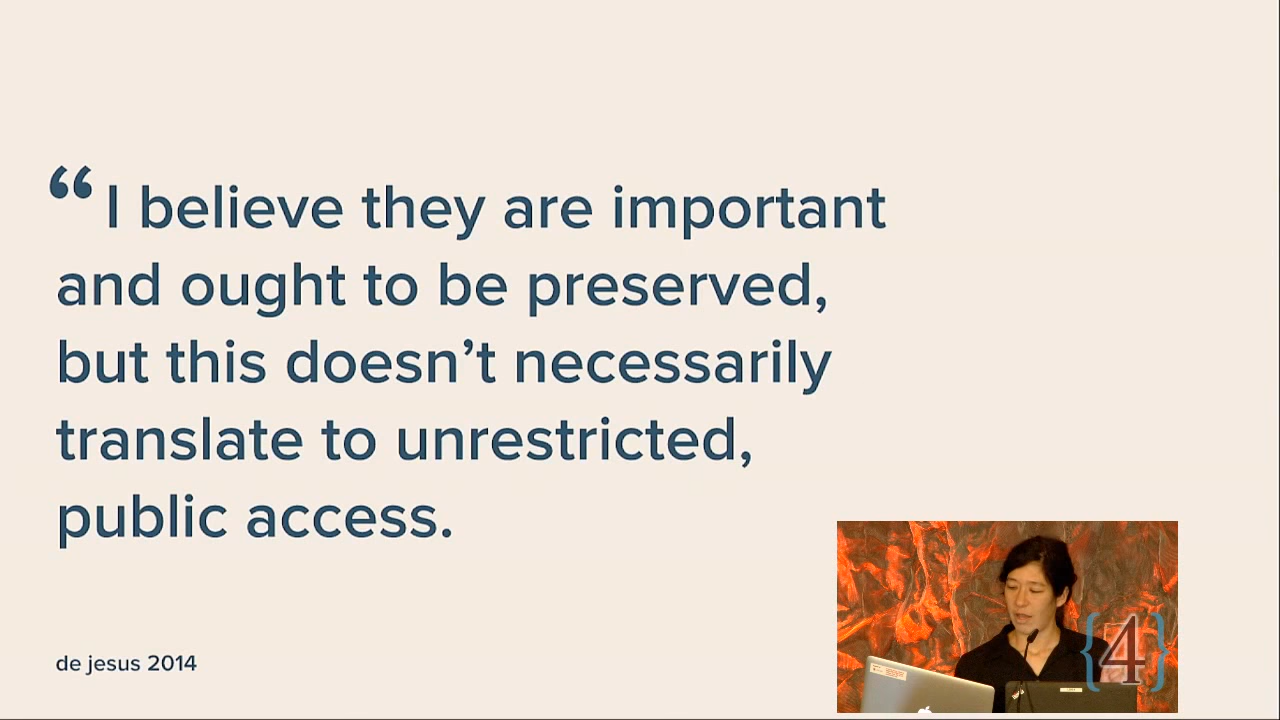 “ I believe they are important
and ought to be preserved,
but this doesn’t necessarily
translate to unrestricted,
public access.
de jesus 2014
{4}